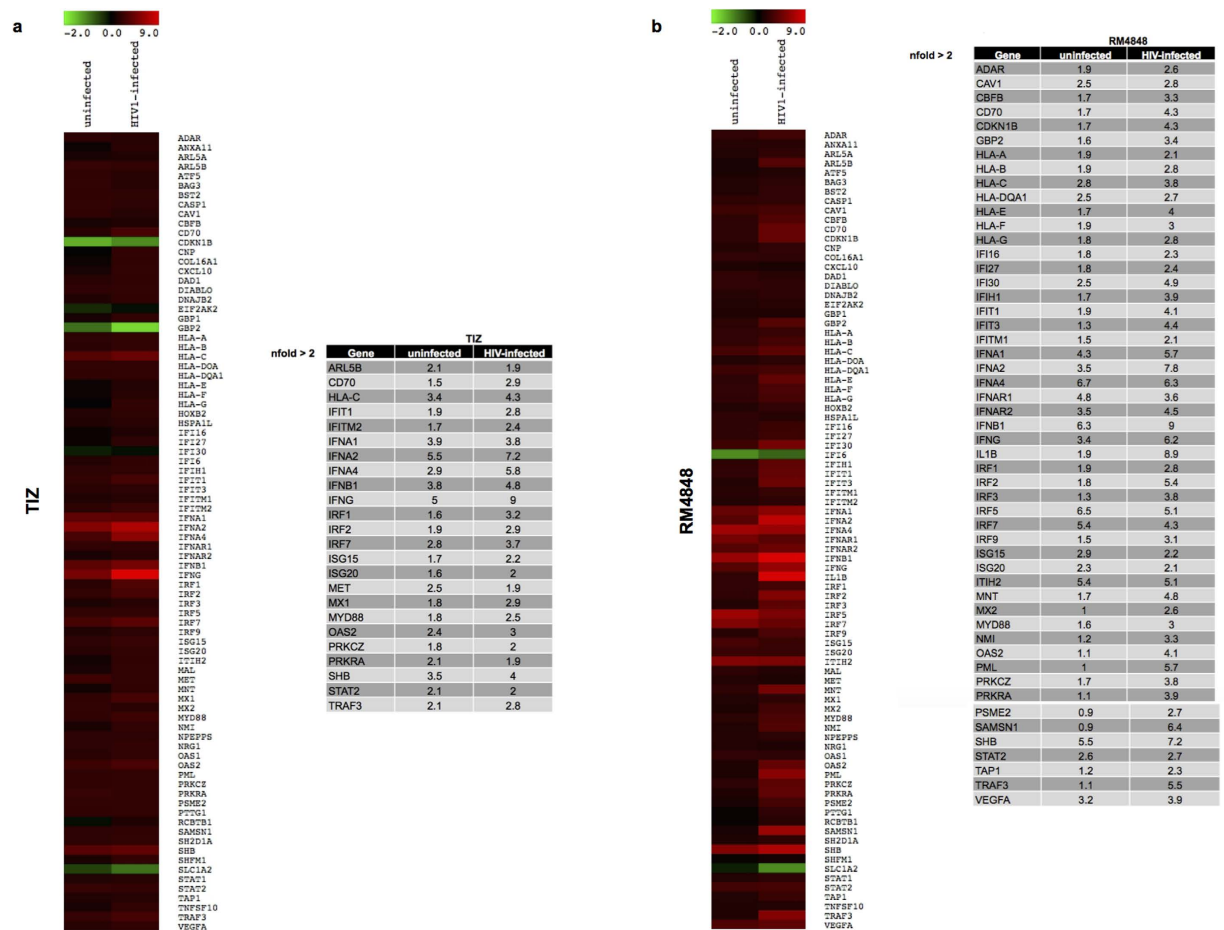 a
-2.0 0.0 9.0
uninfected
HIV1-infected
TIZ
ADAR
ANXA11
ARL5A
ARL5B
ATF5
BAG3
BST2
CASP1
CAV1
CBFB
CD70
CDKN1B
CNP
COL16A1
CXCL10
DAD1
DIABLO
DNAJB2
EIF2AK2
GBP1
GBP2
HLA-A
HLA-B
HLA-C
HLA-DOA
HLA-DQA1
HLA-E
HLA-F
HLA-G
HOXB2
HSPA1L
IFI16
IFI27
IFI30
IFI6
IFIH1
IFIT1
IFIT3
IFITM1
IFITM2
IFNA1
IFNA2
IFNA4
IFNAR1
IFNAR2
IFNB1
IFNG
IRF1
IRF2
IRF3
IRF5
IRF7
IRF9
ISG15
ISG20
ITIH2
MAL
MET
MNT
MX1
MX2
MYD88
NMI
NPEPPS
NRG1
OAS1
OAS2
PML
PRKCZ
PRKRA
PSME2
PTTG1
RCBTB1
SAMSN1
SH2D1A
SHB
SHFM1
SLC1A2
STAT1
STAT2
TAP1
TNFSF10
TRAF3
VEGFA
TIZ
nfold > 2 Gene uninfected HIV-infected
ARL5B 2.1 1.9
CD70 1.5 2.9
HLA-C 3.4 4.3
IFIT1 1.9 2.8
IFITM2 1.7 2.4
IFNA1 3.9 3.8
IFNA2 5.5 7.2
IFNA4 2.9 5.8
IFNB1 3.8 4.8
IFNG 5 9
IRF1 1.6 3.2
IRF2 1.9 2.9
IRF7 2.8 3.7
ISG15 1.7 2.2
ISG20 1.6 2
MET 2.5 1.9
MX1 1.8 2.9
MYD88 1.8 2.5
OAS2 2.4 3
PRKCZ 1.8 2
PRKRA 2.1 1.9
SHB 3.5 4
STAT2 2.1 2
TRAF3 2.1 2.8
b
-2.0 0.0 9.0
uninfected
HIV1-infected
RM4848
ADAR
ANXA11
ARL5A
ARL5B
ATF5
BAG3
BST2
CASP1
CAV1
CBFB
CD70
CDKN1B
CNP
COL16A1
CXCL10
DAD1
DIABLO
DNAJB2
EIF2AK2
GBP1
GBP2
HLA-A
HLA-B
HLA-C
HLA-DOA
HLA-DQA1
HLA-E
HLA-F
HLA-G
HOXB2
HSPA1L
IFI16
IFI27
IFI30
IFI6
IFIH1
IFIT1
IFIT3
IFITM1
IFITM2
IFNA1
IFNA2
IFNA4
IFNAR1
IFNAR2
IFNB1
IFNG
IL1B
IRF1
IRF2
IRF3
IRF5
IRF7
IRF9
ISG15
ISG20
ITIH2
MAL
MET
MNT
MX1
MX2
MYD88
NMI
NPEPPS
NRG1
OAS1
OAS2
PML
PRKCZ
PRKRA
PSME2
PTTG1
RCBTB1
SAMSN1
SH2D1A
SHB
SHFM1
SLC1A2
STAT1
STAT2
TAP1
TNFSF10
TRAF3
VEGFA
RM4848
nfold > 2 Gene uninfected HIV-infected
ADAR 1.9 2.6
CAV1 2.5 2.8
CBFB 1.7 3.3
CD70 1.7 4.3
CDKN1B 1.7 4.3
GBP2 1.6 3.4
HLA-A 1.9 2.1
HLA-B 1.9 2.8
HLA-C 2.8 3.8
HLA-DQA1 2.5 2.7
HLA-E 1.7 4
HLA-F 1.9 3
HLA-G 1.8 2.8
IFI16 1.8 2.3
IFI27 1.8 2.4
IFI30 2.5 4.9
IFIH1 1.7 3.9
IFIT1 1.9 4.1
IFIT3 1.3 4.4
IFITM1 1.5 2.1
IFNA1 4.3 5.7
IFNA2 3.5 7.8
IFNA4 6.7 6.3
IFNAR1 4.8 3.6
IFNAR2 3.5 4.5
IFNB1 6.3 9
IFNG 3.4 6.2
IL1B 1.9 8.9
IRF1 1.9 2.8
IRF2 1.8 5.4
IRF3 1.3 3.8
IRF5 6.5 5.1
IRF7 5.4 4.3
IRF9 1.5 3.1
ISG15 2.9 2.2
ISG20 2.3 2.1
ITIH2 5.4 5.1
MNT 1.7 4.8
MX2 1 2.6
MYD88 1.6 3
NMI 1.2 3.3
OAS2 1.1 4.1
PML 1 5.7
PRKCZ 1.7 3.8
PRKRA 1.1 3.9
PSME2 0.9 2.7
SAMSN1 0.9 6.4
SHB 5.5 7.2
STAT2 2.6 2.7
TAP1 1.2 2.3
TRAF3 1.1 5.5
VEGFA 3.2 3.9